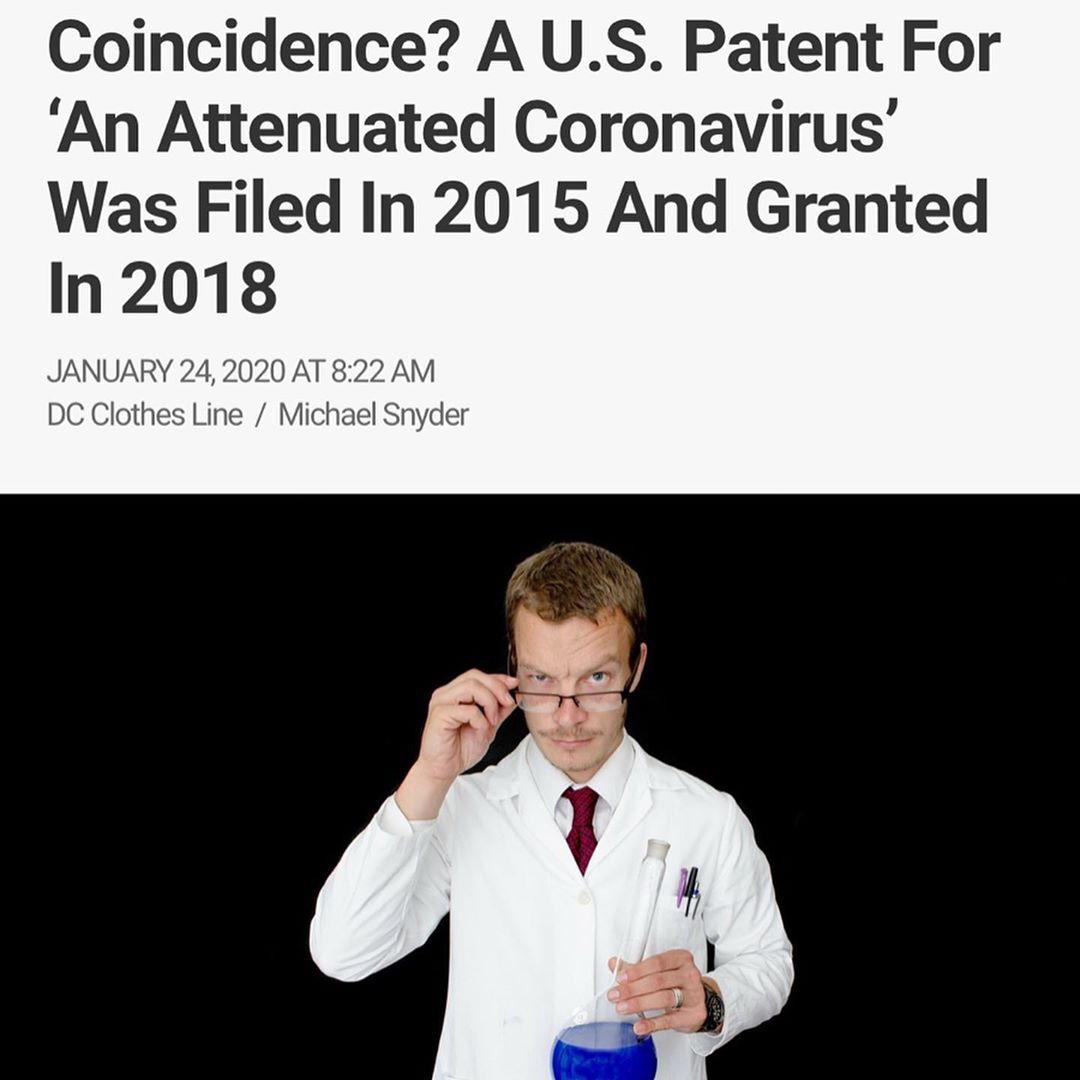 Coincidence? A U.S. Patent For
‘An Attenuated Coronavirus’
Was Filed In 2015 And Granted
In 2018
JANUARY 24, 2020 AT 8:22 AM
DC Clothes Line / Michael Snyder